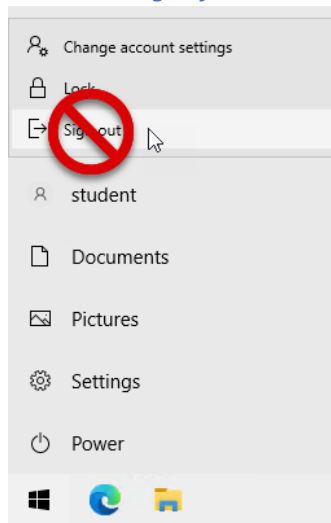 Change account settings
Lock
Sign out
student
Documents
Pictures
Settings
Power